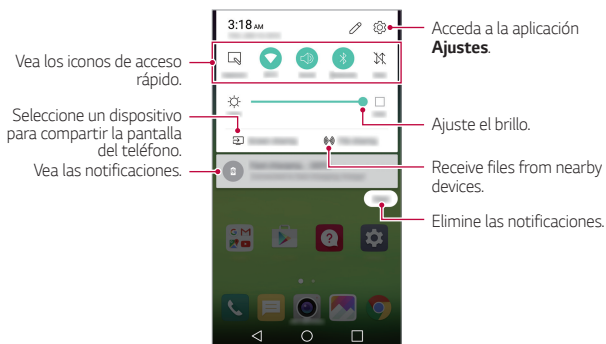 3:18 AM
Acceda a la aplicación
Ajustes.
Vea los iconos de acceso
rápido.
Seleccione un dispositivo
para compartir la pantalla
del teléfono.
Ajuste el brillo.
Vea las notificaciones.
Receive files from nearby
devices.
Elimine las notificaciones.